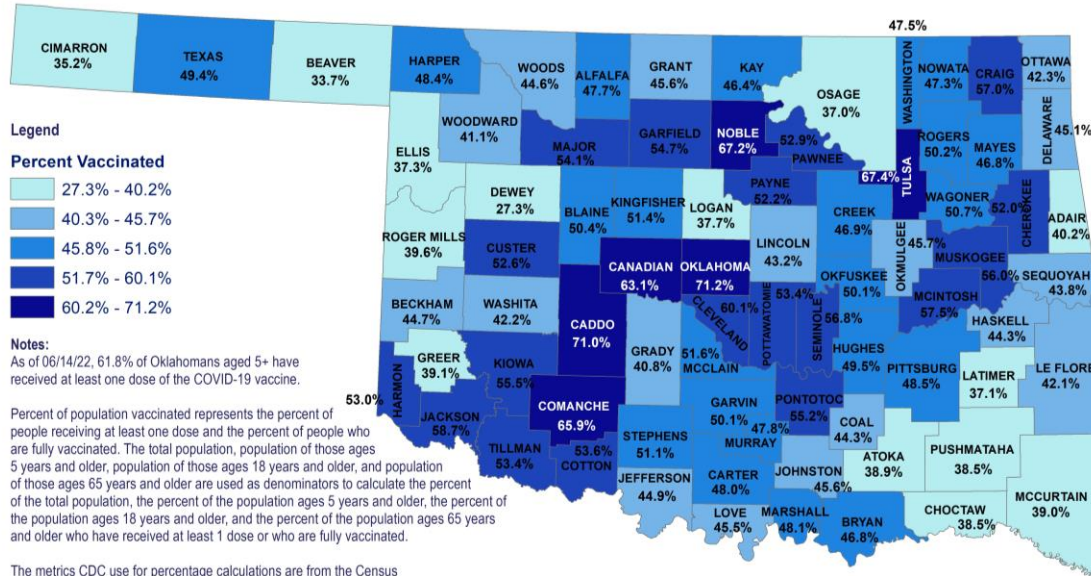 47.5%
CIMARRON
35.2%
TEXAS
49.4%
BEAVER
33.7%
HARPER
48.4%
WOODS
44.6%
ALFALFA
47.7%
GRANT
45.6%
KAY
46.4%
OSAGE
37.0%
WASHINGTON
NOWATA
47.3%
CRAIG
57.0%
OTTAWA
42.3%
Legend
Percent Vaccinated
27.3% - 40.2%
40.3% - 45.7%
45.8% - 51.6%
51.7% - 60.1%
60.2% - 71.2%
ELLIS
37.3%
WOODWARD
41.1%
MAJOR
54.1%
GARFIELD
54.7%
NOBLE
67.2%
52.9%
PAWNEE
67.4%
TULSA
ROGERS
50.2%
MAYES
46.8%
DELAWARE
45.1%
DEWEY
27.3%
BLAINE
50.4%
KINGFISHER
51.4%
LOGAN
37.7%
PAYNE
52.2%
CREEK
46.9%
WAGONER
50.7%
52.0%
CHEROKEE
ADAIR
40.2%
ROGER MILLS
39.6%
CUSTER
52.6%
CANADIAN
63.1%
OKLAHOMA
71.2%
LINCOLN
43.2%
OKMULGEE
45.7%
MUSKOGEE
56.0%
SEQUOYAH
43.8%
BECKHAM
44.7%
WASHITA
42.2%
CADDO
71.0%
GRADY
40.8%
CLEVELAND
60.1%
POTTAWATOMIE
53.4%
SEMINOLE
56.8%
OKFUSKEE
50.1%
MCINTOSH
57.5%
HASKELL
44.3%
Notes:
As of 06/14/22, 61.8% of Oklahomans aged 5+ have
received at least one dose of the COVID-19 vaccine.
GREER
39.1%
KIOWA
55.5%
51.6%
MCCLAIN
HUGHES
49.5%
PITTSBURG
48.5%
LATIMER
37.1%
LE FLORE
42.1%
53.0%
HARMON
JACKSON
58.7%
COMANCHE
65.9%
GARVIN
50.1%
PONTOTOC
55.2%
COAL
44.3%
Percent of population vaccinated represents the percent of
people receiving at least one dose and the percent of people who
are fully vaccinated. The total population, population of those ages
5 years and older, population of those ages 18 years and older, and population
of those ages 65 years and older are used as denominators to calculate the percent
of the total population, the percent of the population ages 5 years and older, the percent of
the population ages 18 years and older, and the percent of the population ages 65 years
and older who have received at least 1 dose or who are fully vaccinated.
TILLMAN
53.4%
53.6%
COTTON
STEPHENS
51.1%
47.8%
MURRAY
ATOKA
38.9%
PUSHMATAHA
38.5%
JEFFERSON
44.9%
CARTER
48.0%
JOHNSTON
45.6%
MCCURTAIN
39.0%
LOVE
45.5%
MARSHALL
48.1%
BRYAN
46.8%
CHOCTAW
38.5%
The metrics CDC use for percentage calculations are from the Census